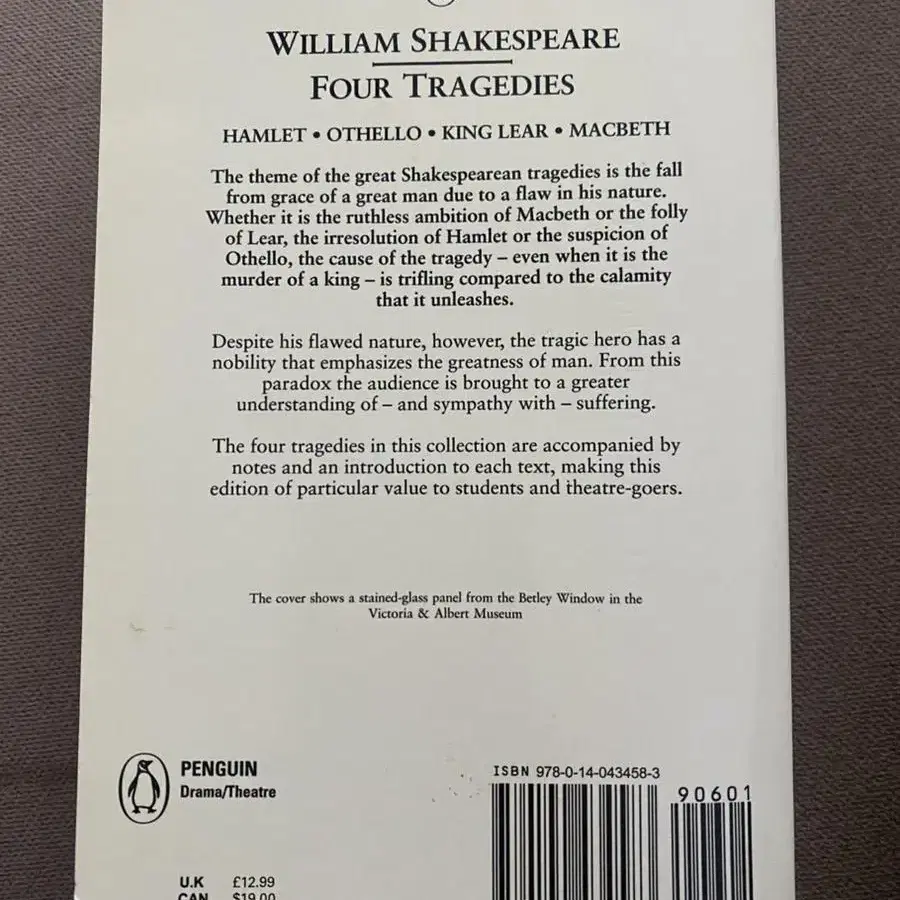 WILLIAM SHAKESPEARE
FOUR TRAGEDIES
HAMLET • OTHELLO • KING LEAR • MACBETH
The theme of the great Shakespearean tragedies is the fall
from grace of a great man due to a flaw in his nature.
Whether it is the ruthless ambition of Macbeth or the folly
of Lear, the irresolution of Hamlet or the suspicion of
Othello, the cause of the tragedy – even when it is the
murder of a king – is trifling compared to the calamity
that it unleashes.
Despite his flawed nature, however, the tragic hero has a
nobility that emphasizes the greatness of man. From this
paradox the audience is brought to a greater
understanding of – and sympathy with – suffering.
The four tragedies in this collection are accompanied by
notes and an introduction to each text, making this
edition of particular value to students and theatre-goers.
The cover shows a stained-glass panel from the Betley Window in the
Victoria & Albert Museum
PENGUIN
Drama/Theatre
ISBN 978-0-14-043458-3
90601
U.K £12.99
CAN $19.00